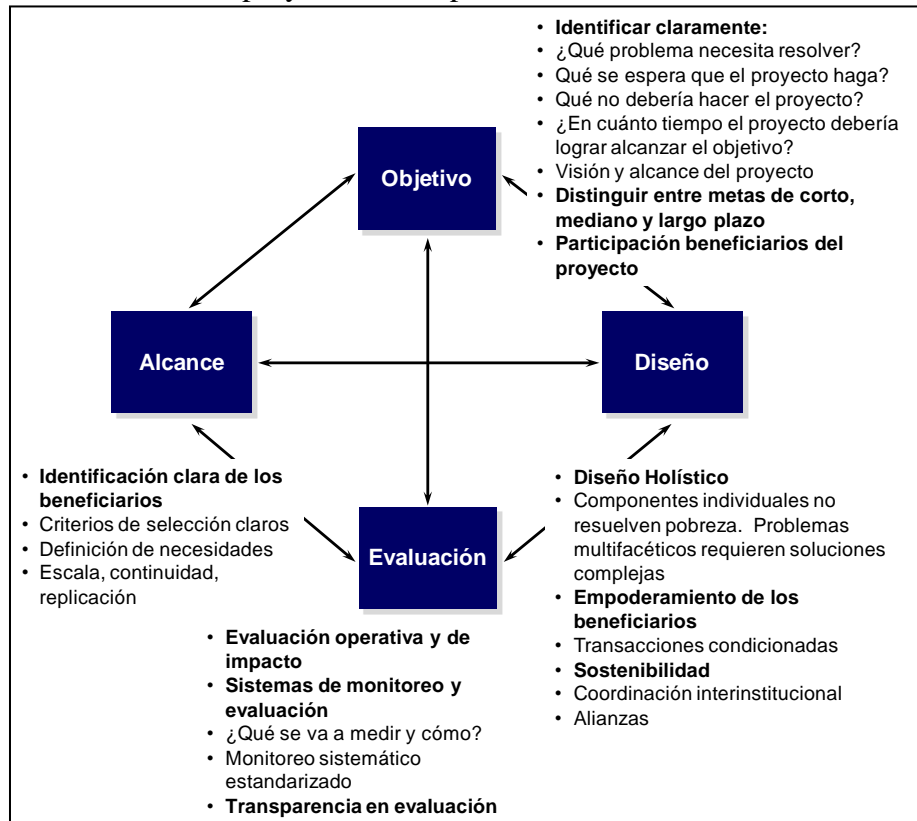 • Identificar claramente:
• ¿Qué problema necesita resolver?
• Qué se espera que el proyecto haga?
• Qué no debería hacer el proyecto?
• ¿En cuánto tiempo el proyecto debería
lograr alcanzar el objetivo?
• Visión y alcance del proyecto
• Distinguir entre metas de corto,
mediano y largo plazo
• Participación beneficiarios del
proyecto
Objetivo
Alcance
Diseño
• Identificación clara de los
beneficiarios
• Criterios de selección claros
• Definición de necesidades
• Escala, continuidad,
replicación
Evaluación
• Diseño Holístico
• Componentes individuales no
resuelven pobreza. Problemas
multifacéticos requieren soluciones
complejas
• Empoderamiento de los
beneficiarios
• Transacciones condicionadas
• Sostenibilidad
• Coordinación interinstitucional
• Alianzas
• Evaluación operativa y de
impacto
• Sistemas de monitoreo y
evaluación
• ¿Qué se va a medir y cómo?
• Monitoreo sistemático
estandarizado
• Transparencia en evaluación